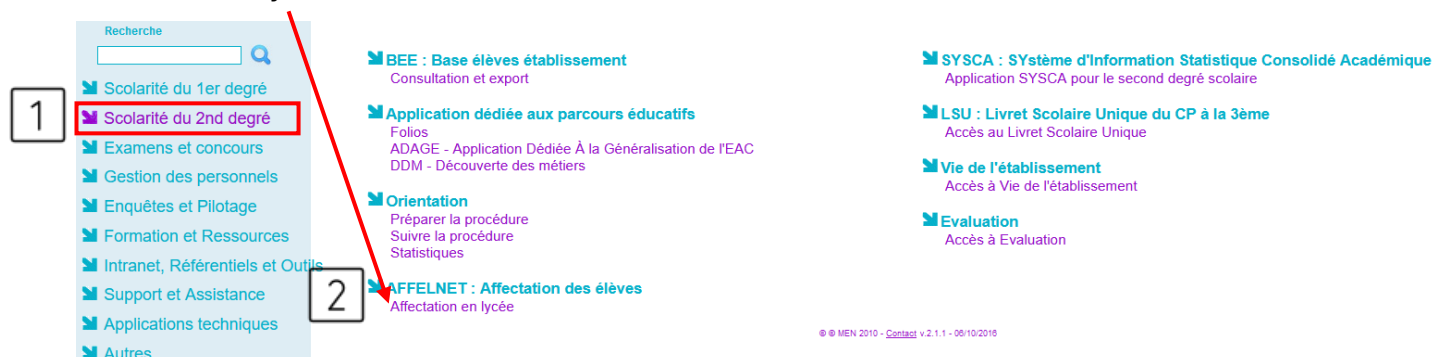 Recherche
Scolarité du 1er degré
1
Scolarité du 2nd degré
Examens et concours
Gestion des personnels
Enquêtes et Pilotage
Formation et Ressources
Intranet, Référentiels et Outils
Support et Assistance
Applications techniques
Autres
BEE : Base élèves établissement
Consultation et export
Application dédiée aux parcours éducatifs
Folios
ADAGE - Application Dédiée À la Généralisation de l'EAC
DDM - Découverte des métiers
Orientation
Préparer la procédure
Suivre la procédure
Statistiques
2
AFFELNET : Affectation des élèves
Affectation en lycée
SYSCA : SYstème d'Information Statistique Consolidé Académique
Application SYSCA pour le second degré scolaire
LSU : Livret Scolaire Unique du CP à la 3ème
Accès au Livret Scolaire Unique
Vie de l'établissement
Accès à Vie de l'établissement
Evaluation
Accès à Evaluation
© © MEN 2010 - Contact v.2.1.1 - 06/10/2016